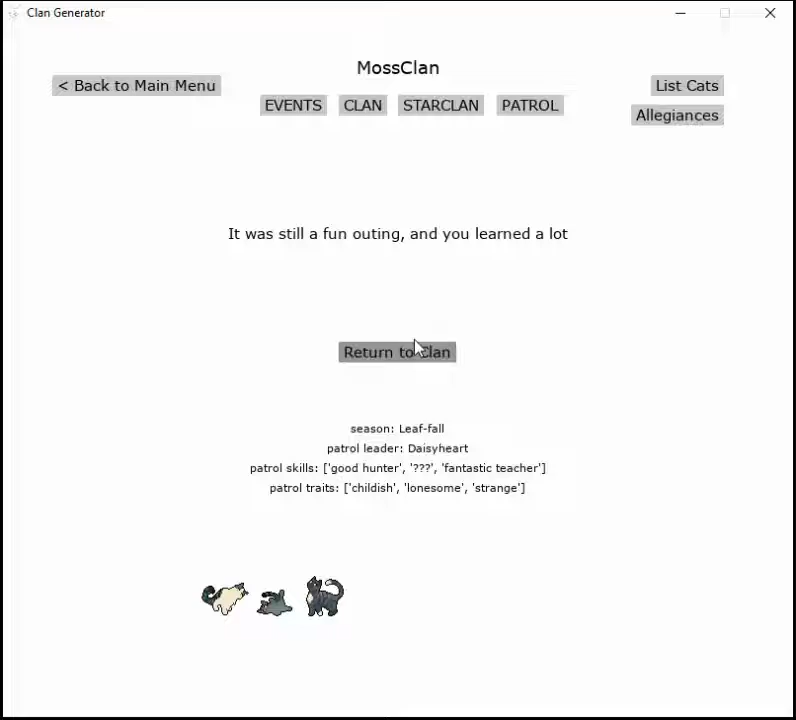 Clan Generator
MossClan
< Back to Main Menu
List Cats
EVENTS CLAN STARCLAN PATROL
Allegiances
It was still a fun outing, and you learned a lot
Return to Clan
season: Leaf-fall
patrol leader: Daisyheart
patrol skills: ['good hunter', '???', 'fantastic teacher']
patrol traits: ['childish', 'lonesome', 'strange']